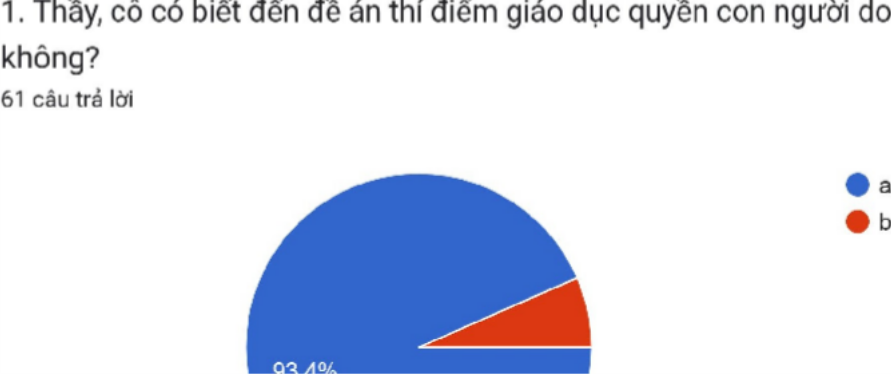 1. Thầy, cô có biết đến đề án thí điểm giáo dục quyền con người do
không?
61 câu trả lời
a
b
93.4%